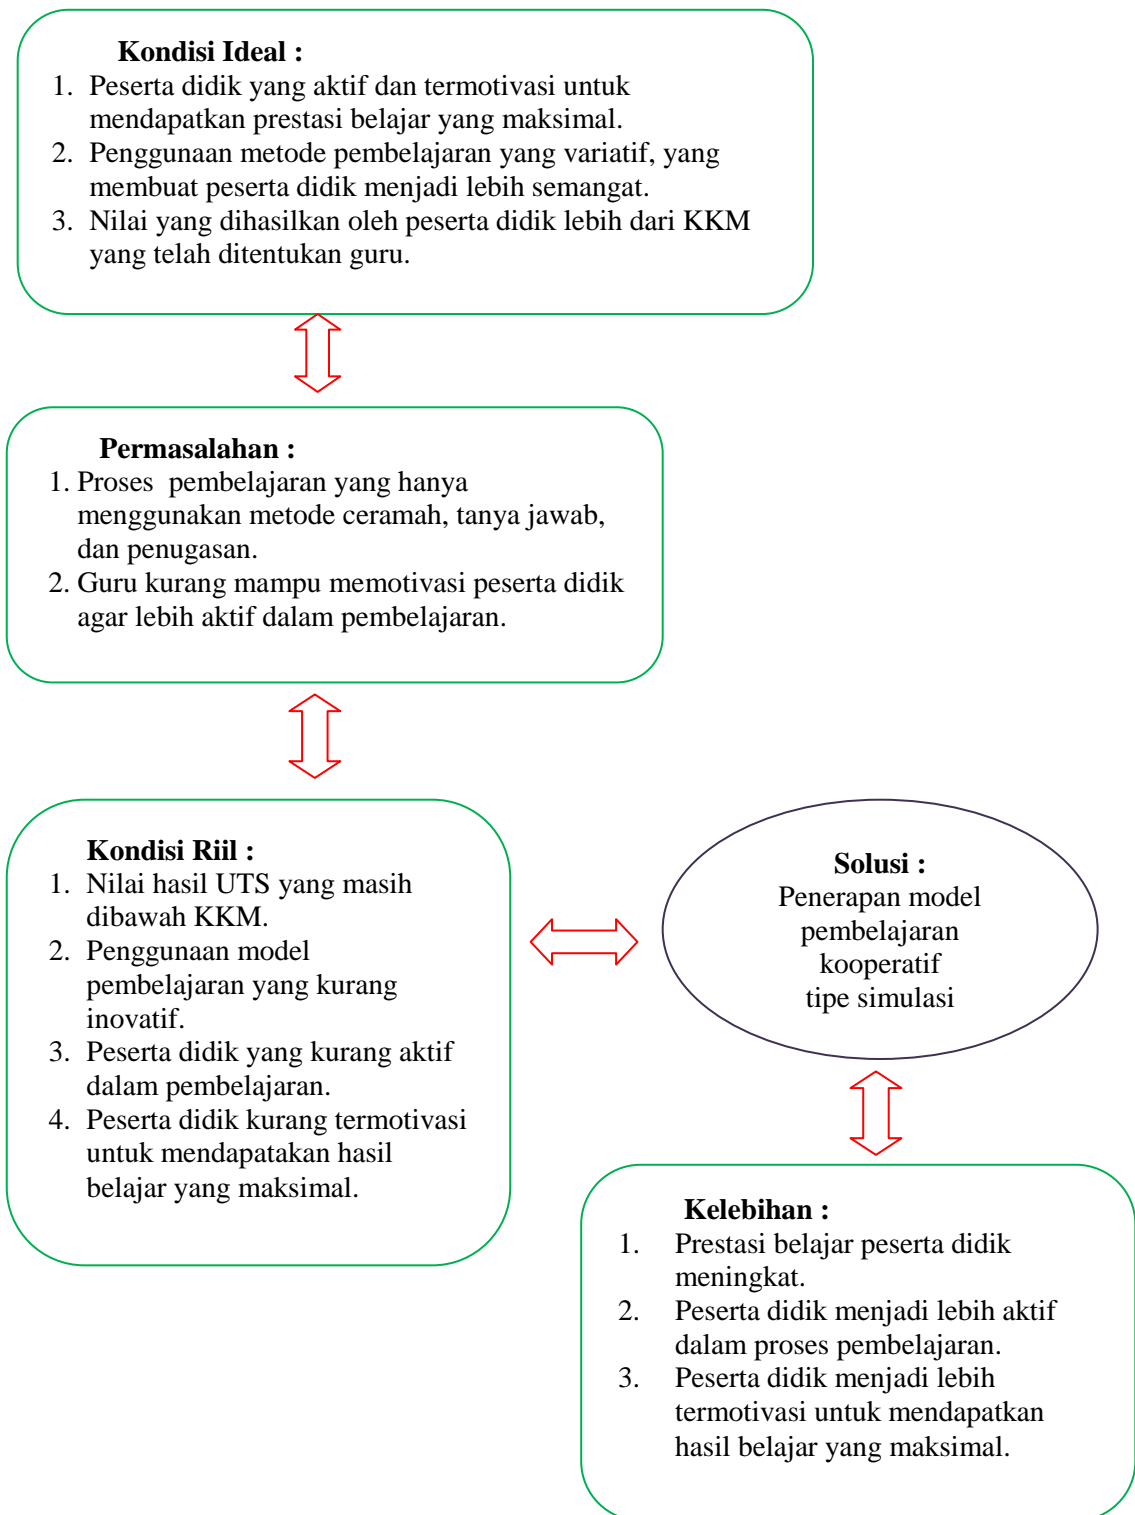 Kondisi Ideal :
1. Peserta didik yang aktif dan termotivasi untuk
mendapatkan prestasi belajar yang maksimal.
2. Penggunaan metode pembelajaran yang variatif, yang
membuat peserta didik menjadi lebih semangat.
3. Nilai yang dihasilkan oleh peserta didik lebih dari KKM
yang telah ditentukan guru.
Permasalahan :
1. Proses  pembelajaran yang hanya
menggunakan metode ceramah, tanya jawab,
dan penugasan.
2. Guru kurang mampu memotivasi peserta didik
agar lebih aktif dalam pembelajaran.
Kondisi Riil :
1. Nilai hasil UTS yang masih
dibawah KKM.
2. Penggunaan model
pembelajaran yang kurang
inovatif.
3. Peserta didik yang kurang aktif
dalam pembelajaran.
4. Peserta didik kurang termotivasi
untuk mendapatakan hasil
belajar yang maksimal.
Solusi :
Penerapan model
pembelajaran
kooperatif
tipe simulasi
Kelebihan :
1. Prestasi belajar peserta didik
meningkat.
2. Peserta didik menjadi lebih aktif
dalam proses pembelajaran.
3. Peserta didik menjadi lebih
termotivasi untuk mendapatkan
hasil belajar yang maksimal.